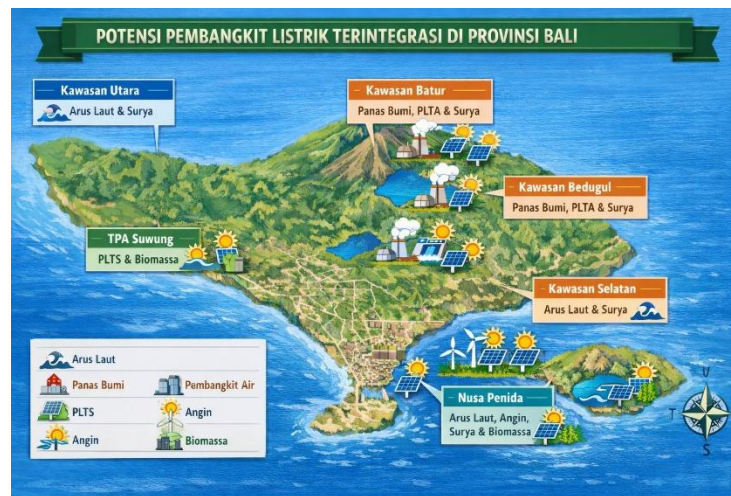 POTENSI PEMBANGKIT LISTRIK TERINTEGRASI DI PROVINSI BALI
Kawasan Utara
Arus Laut & Surya
Kawasan Batur
Panas Bumi, PLTA & Surya
Kawasan Bedugul
Panas Bumi, PLTA & Surya
TPA Suwung
PLTS & Biomassa
Kawasan Selatan
Arus Laut & Surya
Arus Laut
Panas Bumi
Pembangkit Air
PLTS
Angin
Angin
Biomassa
Nusa Penida
Arus Laut, Angin,
Surya & Biomassa
U
T
S